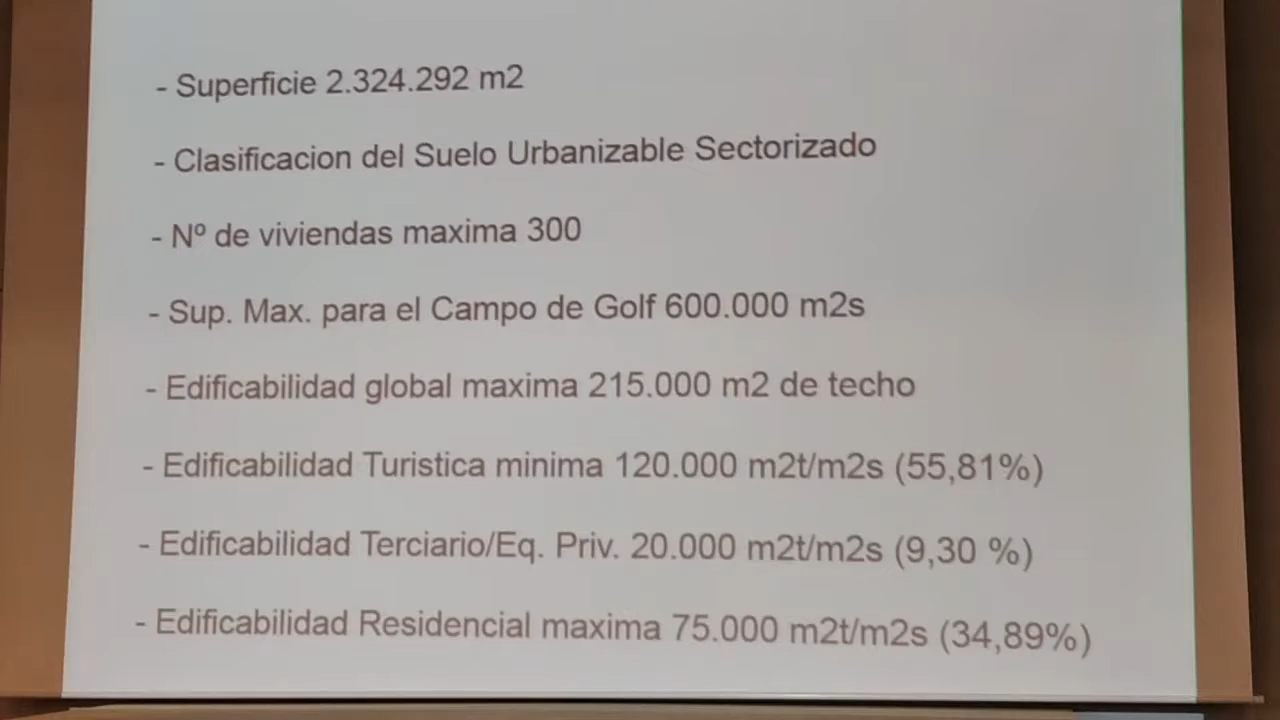 - Superficie 2.324.292 m2
- Clasificacion del Suelo Urbanizable Sectorizado
- Nº de viviendas maxima 300
- Sup. Max. para el Campo de Golf 600.000 m2s
- Edificabilidad global maxima 215.000 m2 de techo
- Edificabilidad Turistica minima 120.000 m2t/m2s (55,81%)
- Edificabilidad Terciario/Eq. Priv. 20.000 m2t/m2s (9,30 %)
- Edificabilidad Residencial maxima 75.000 m2t/m2s (34,89%)